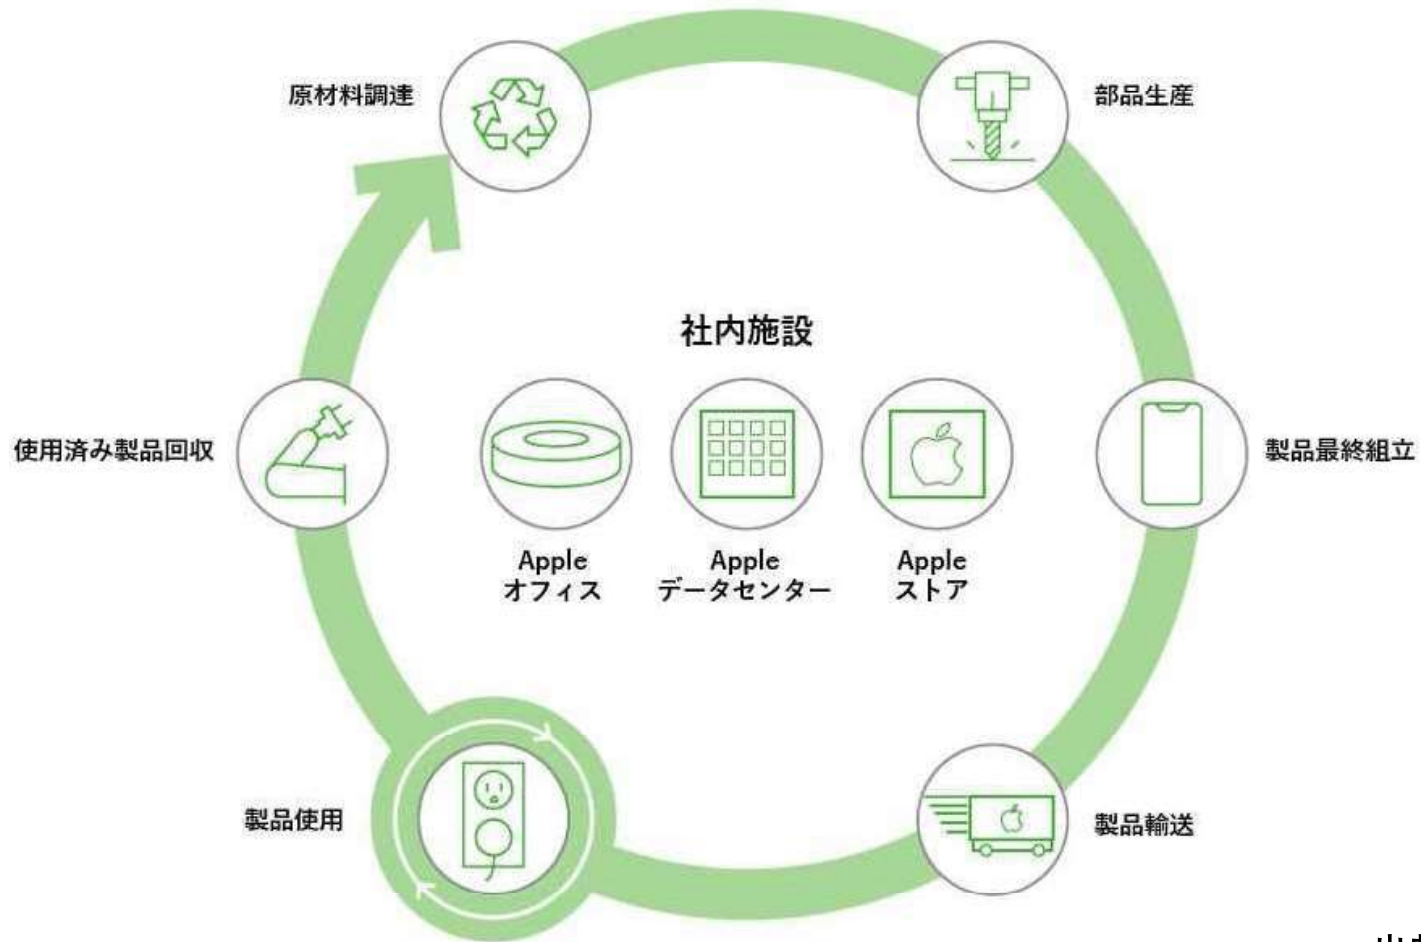 原材料調達
部品生産
社内施設
使用済み製品回収
製品最終組立
Apple
オフィス
Apple
データセンター
Apple
ストア
製品使用
製品輸送